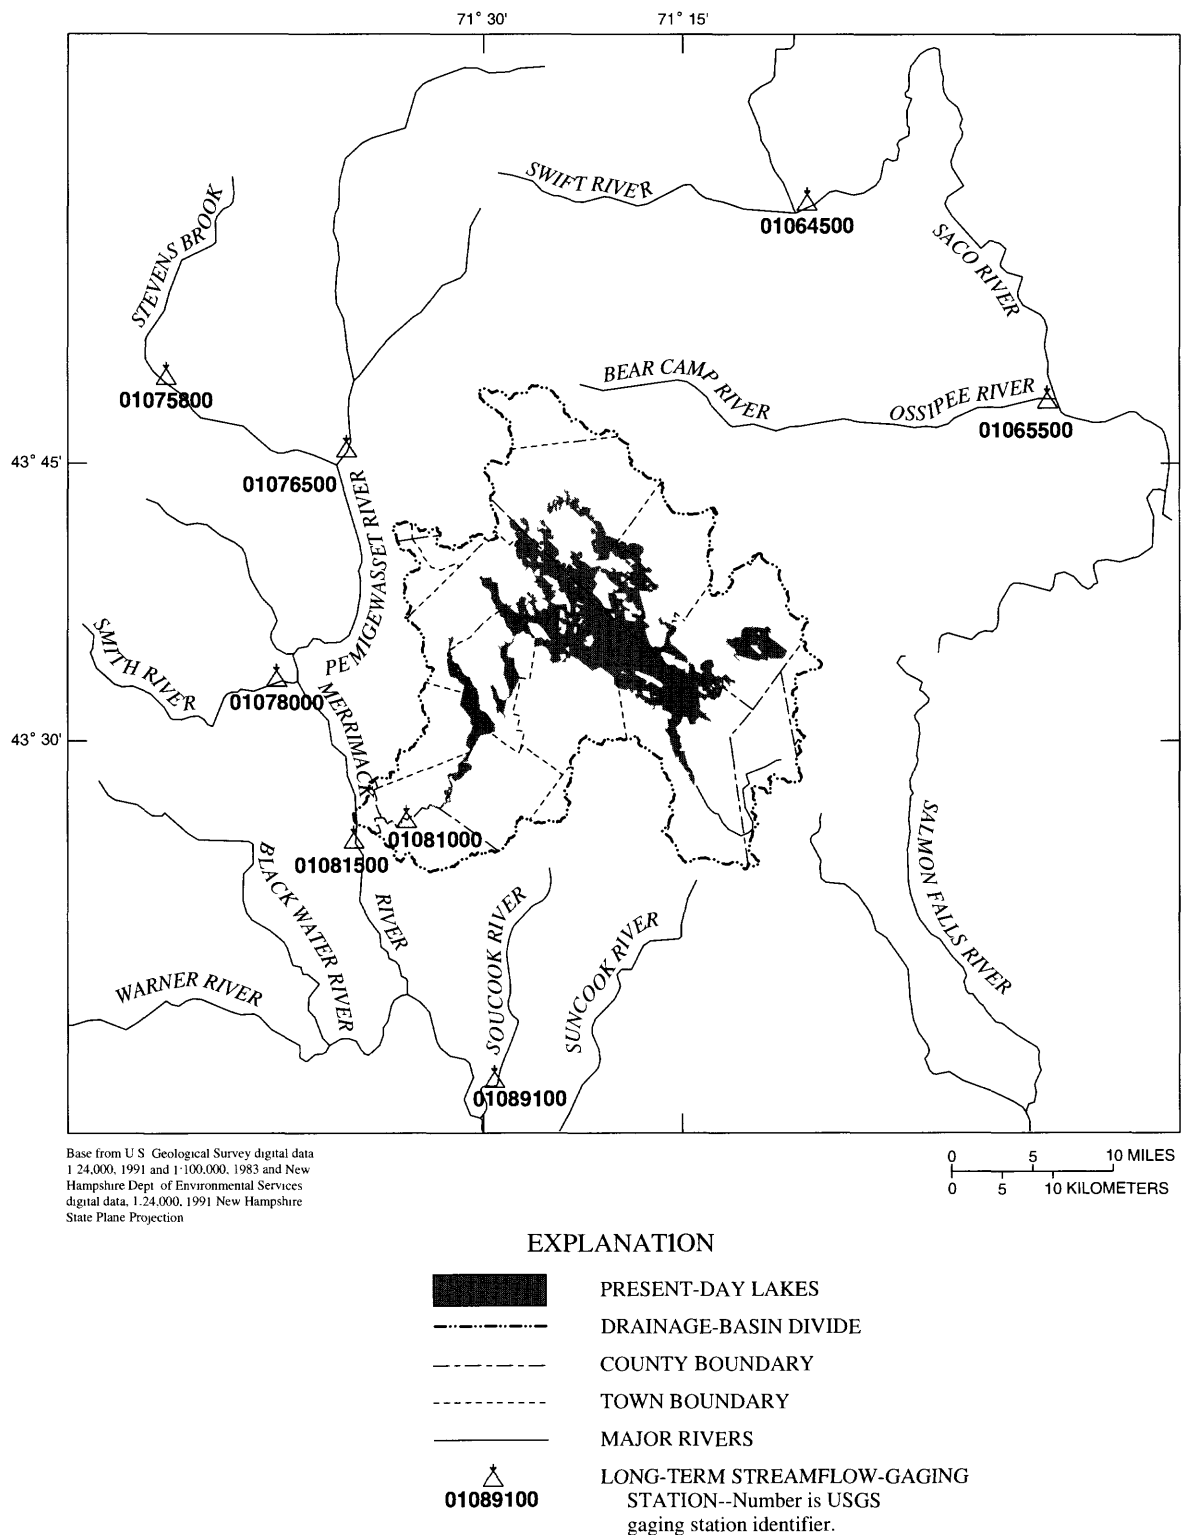 71° 30'
71° 15'
SWIFT RIVER
01064500
STEVENS BROOK
SACO RIVER
01075800
BEAR CAMP RIVER
OSSIPEE RIVER
01065500
43° 45'
01076500
PEMIGEWASSET RIVER
SMITH RIVER
01078000
MERRIMACK
43° 30'
01081000
01081500
BLACK WATER RIVER
RIVER
SALMON FALLS RIVER
SOUCOOK RIVER
SUNCOOK RIVER
WARNER RIVER
01089100
Base from U S Geological Survey digital data
1 24,000, 1991 and 1·100,000, 1983 and New
Hampshire Dept of Environmental Services
digital data, 1.24,000, 1991 New Hampshire
State Plane Projection
0 5 10 MILES
0 5 10 KILOMETERS
EXPLANATION
PRESENT-DAY LAKES
DRAINAGE-BASIN DIVIDE
COUNTY BOUNDARY
TOWN BOUNDARY
MAJOR RIVERS
LONG-TERM STREAMFLOW-GAGING
01089100 STATION--Number is USGS
gaging station identifier.